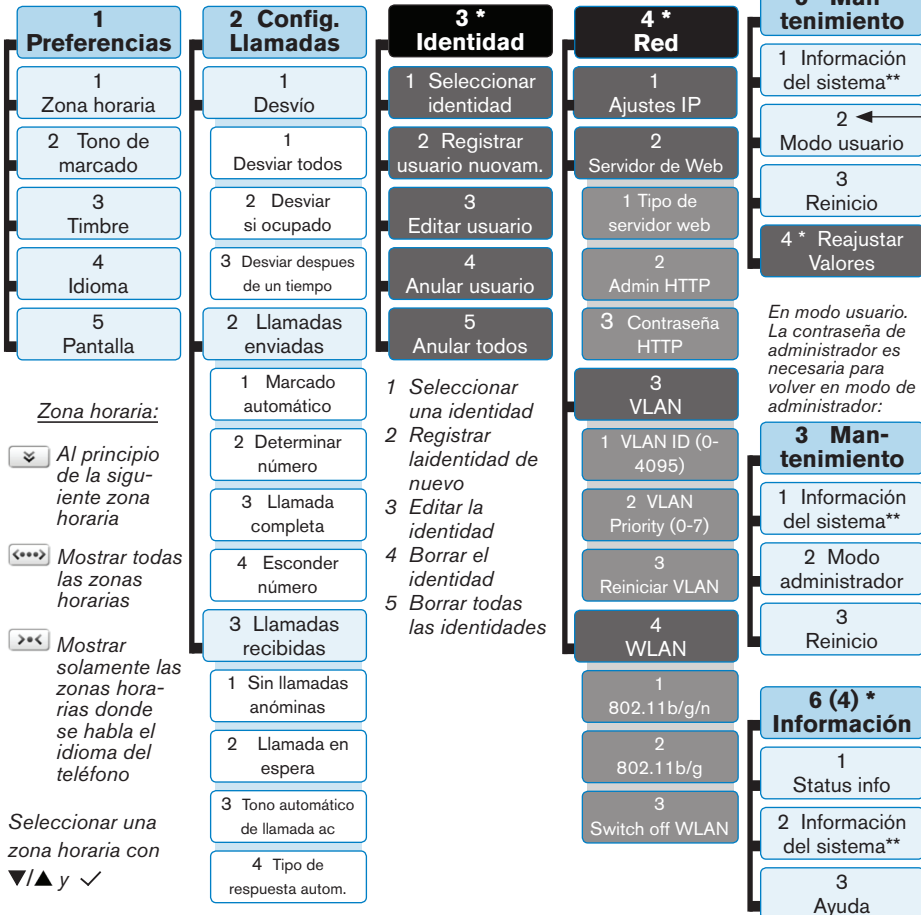 1
Preferencias
1
Zona horaria
2 Tono de
marcado
3
Timbre
4
Idioma
5
Pantalla
Zona horaria:
Al principio
de la sigu-
iente zona
horaria
Mostrar todas
las zonas
horarias
Mostrar
solamente las
zonas hora-
rias donde
se habla el
idioma del
teléfono
Seleccionar una
zona horaria con
▼/▲ y ✓
2 Config.
Llamadas
1
Desvío
1
Desviar todos
2 Desviar
si ocupado
3 Desviar despues
de un tiempo
2 Llamadas
enviadas
1 Marcado
automático
2 Determinar
número
3 Llamada
completa
4 Esconder
número
3 Llamadas
recibidas
1 Sin llamadas
anóminas
2 Llamada en
espera
3 Tono automático
de llamada ac
4 Tipo de
respuesta autom.
3 *
Identidad
1 Seleccionar
identidad
2 Registrar
usuario nuovam.
3
Editar usuario
4
Anular usuario
5
Anular todos
1 Seleccionar
una identidad
2 Registrar
laidentidad de
nuevo
3 Editar la
identidad
4 Borrar el
identidad
5 Borrar todas
las identidades
4 *
Red
1
Ajustes IP
2
Servidor de Web
1 Tipo de
servidor web
2
Admin HTTP
3 Contraseña
HTTP
3
VLAN
1 VLAN ID (0-
4095)
2 VLAN
Priority (0-7)
3
Reiniciar VLAN
4
WLAN
1
802.11b/g/n
2
802.11b/g
3
Switch off WLAN
Man-
tenimiento
1 Información
del sistema**
2
Modo usuario
3
Reinicio
4 * Reajustar
Valores
En modo usuario.
La contraseña de
administrador es
necesaria para
volver en modo de
administrador:
3 Man-
tenimiento
1 Información
del sistema**
2 Modo
administrador
3
Reinicio
6 (4) *
Información
1
Status info
2 Información
del sistema**
3
Ayuda